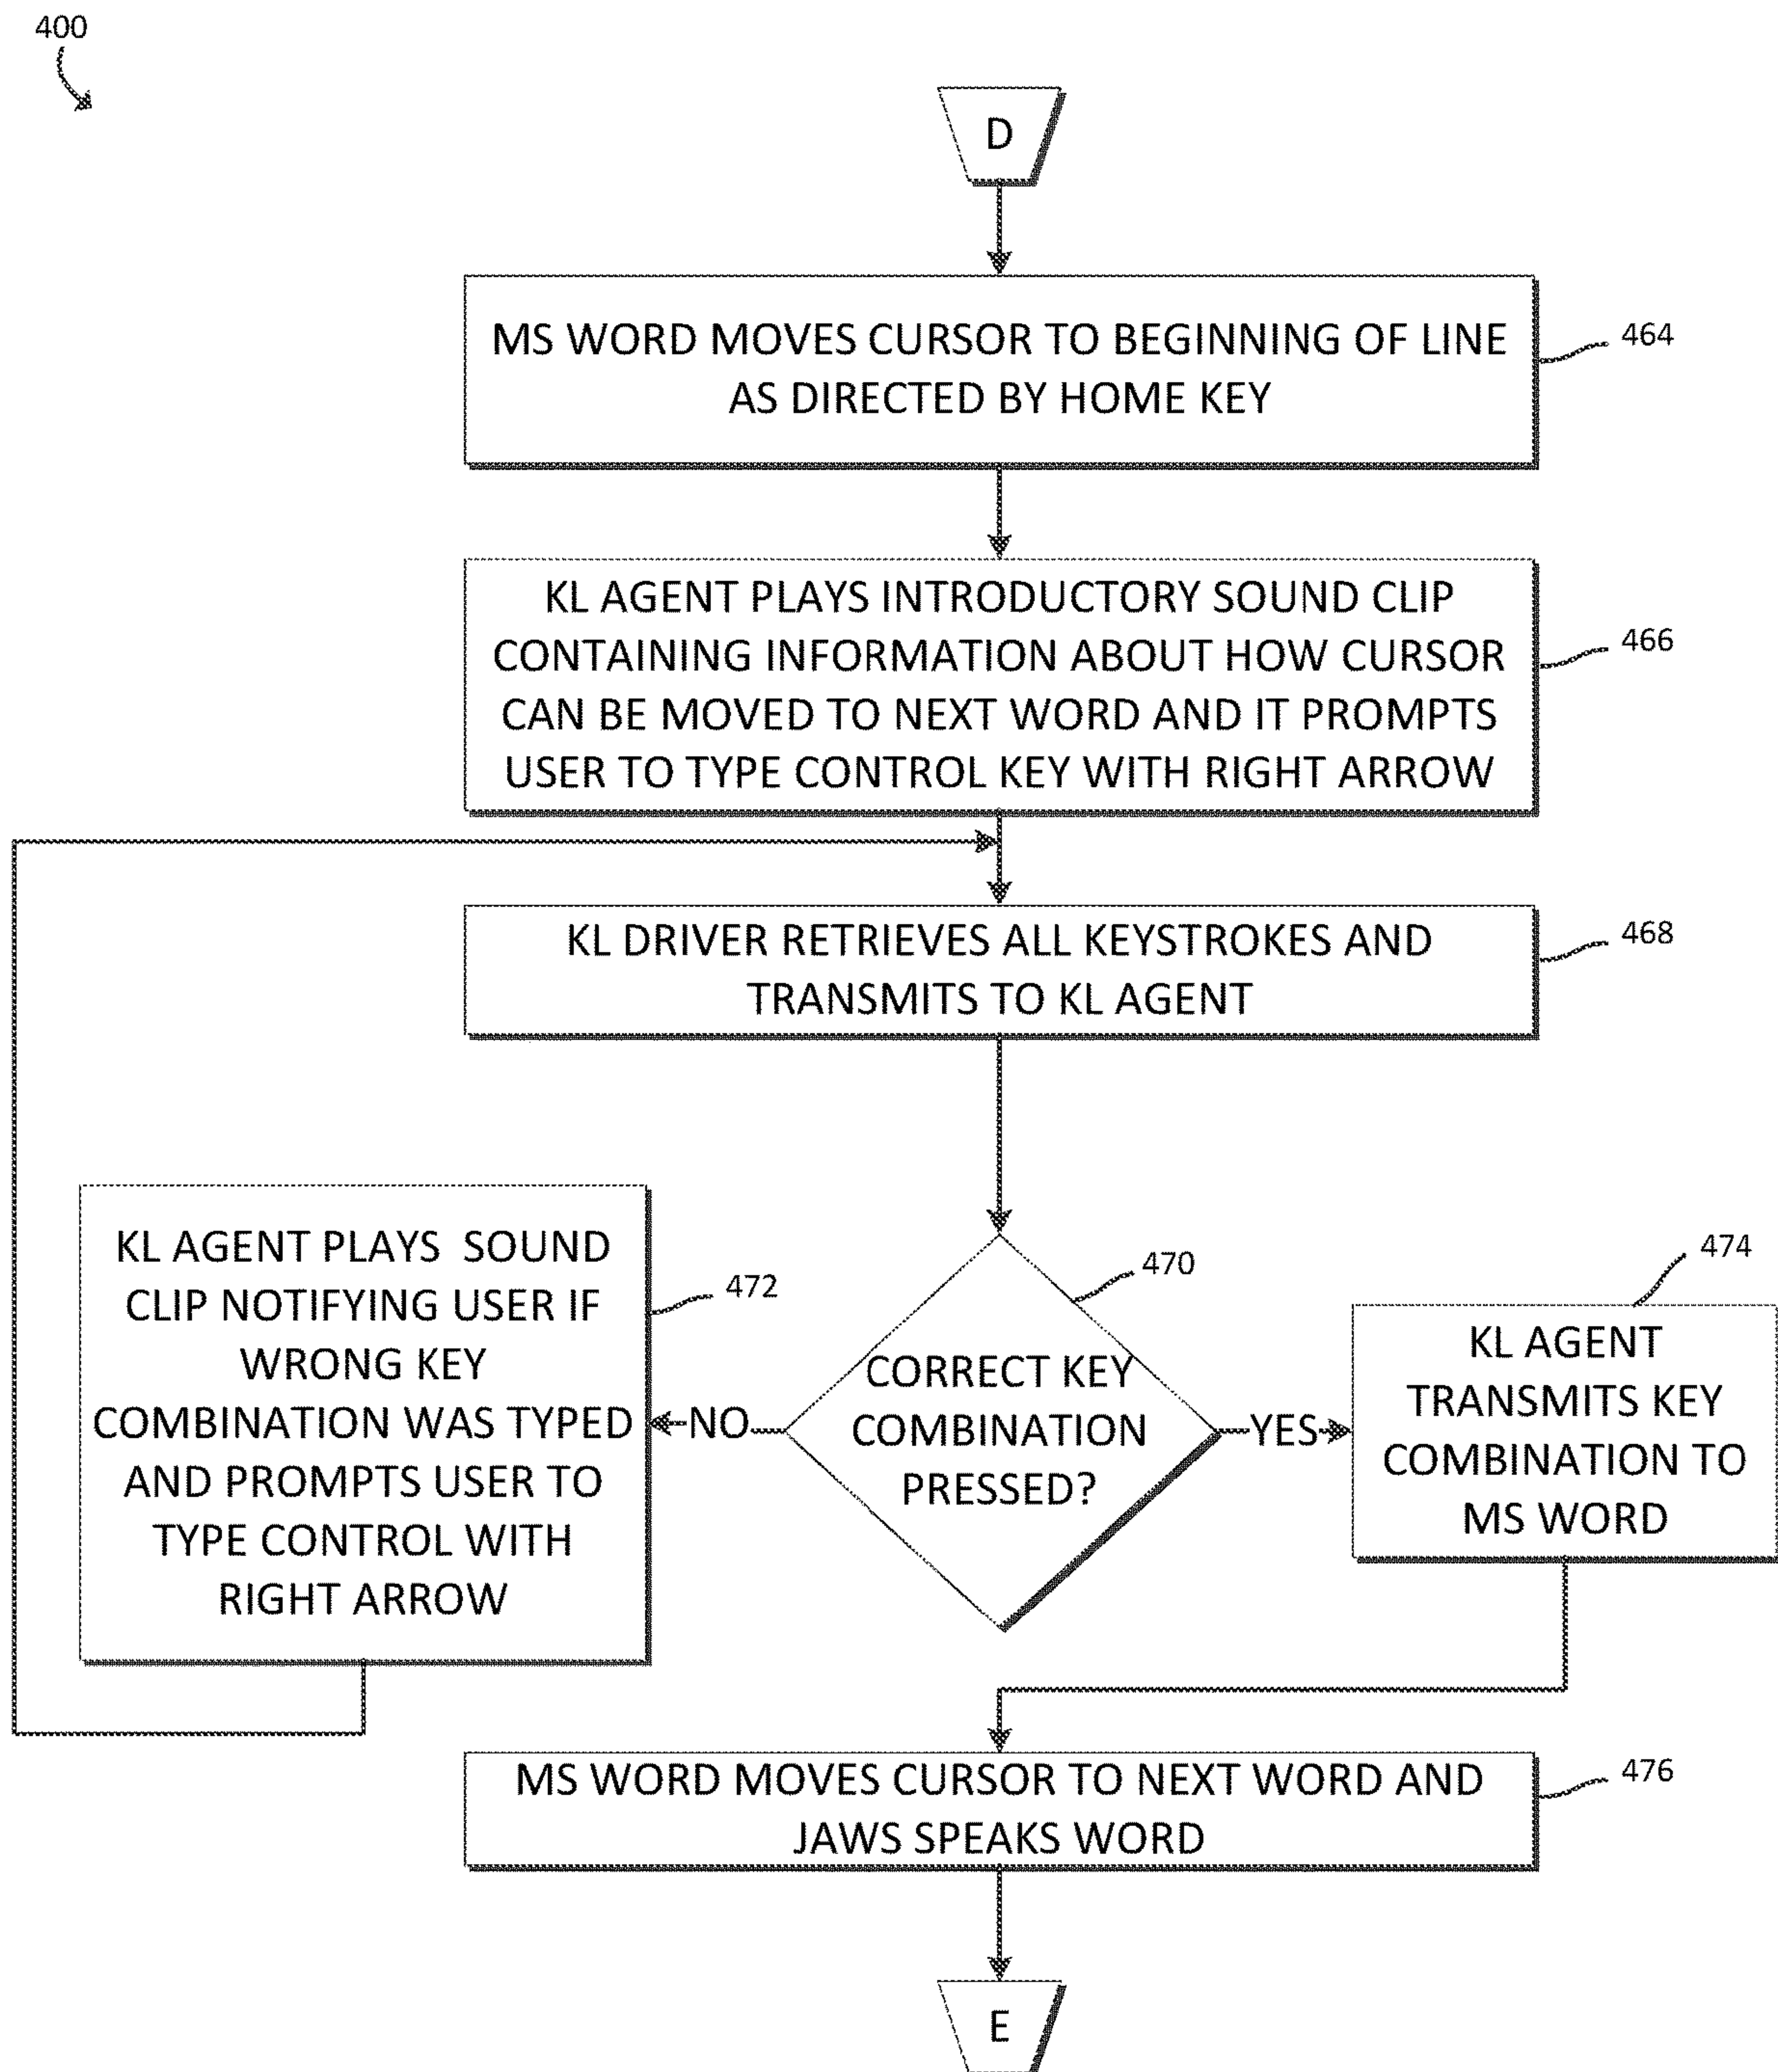 400
D
MS WORD MOVES CURSOR TO BEGINNING OF LINE
AS DIRECTED BY HOME KEY
464
KL AGENT PLAYS INTRODUCTORY SOUND CLIP
CONTAINING INFORMATION ABOUT HOW CURSOR
CAN BE MOVED TO NEXT WORD AND IT PROMPTS
USER TO TYPE CONTROL KEY WITH RIGHT ARROW
466
KL DRIVER RETRIEVES ALL KEYSTROKES AND
TRANSMITS TO KL AGENT
468
KL AGENT PLAYS SOUND
CLIP NOTIFYING USER IF
WRONG KEY
COMBINATION WAS TYPED
AND PROMPTS USER TO
TYPE CONTROL WITH
RIGHT ARROW
472
NO
CORRECT KEY
COMBINATION
PRESSED?
470
YES
KL AGENT
TRANSMITS KEY
COMBINATION TO
MS WORD
474
MS WORD MOVES CURSOR TO NEXT WORD AND
JAWS SPEAKS WORD
476
E